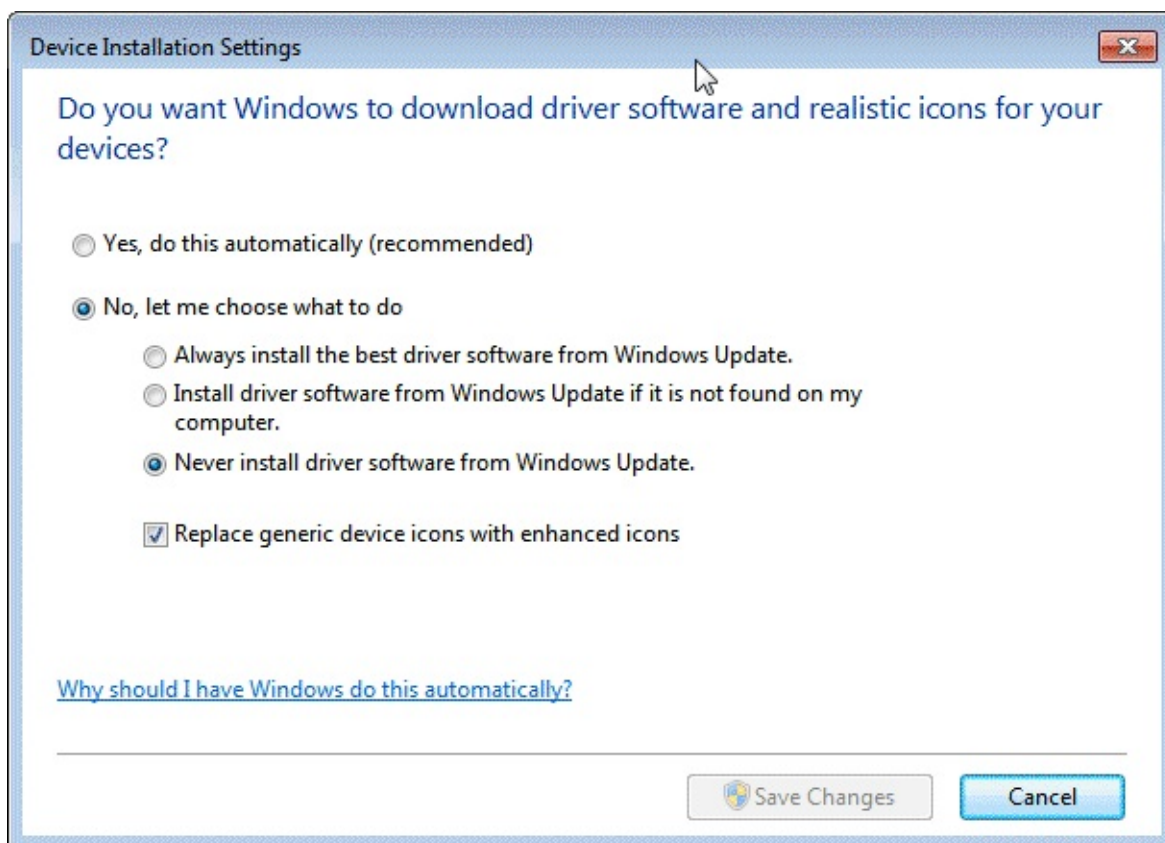 Device Installation Settings
Do you want Windows to download driver software and realistic icons for your
devices?
Yes, do this automatically (recommended)
No, let me choose what to do
Always install the best driver software from Windows Update.
Install driver software from Windows Update if it is not found on my
computer.
Never install driver software from Windows Update.
Replace generic device icons with enhanced icons
Why should I have Windows do this automatically?
Save Changes
Cancel